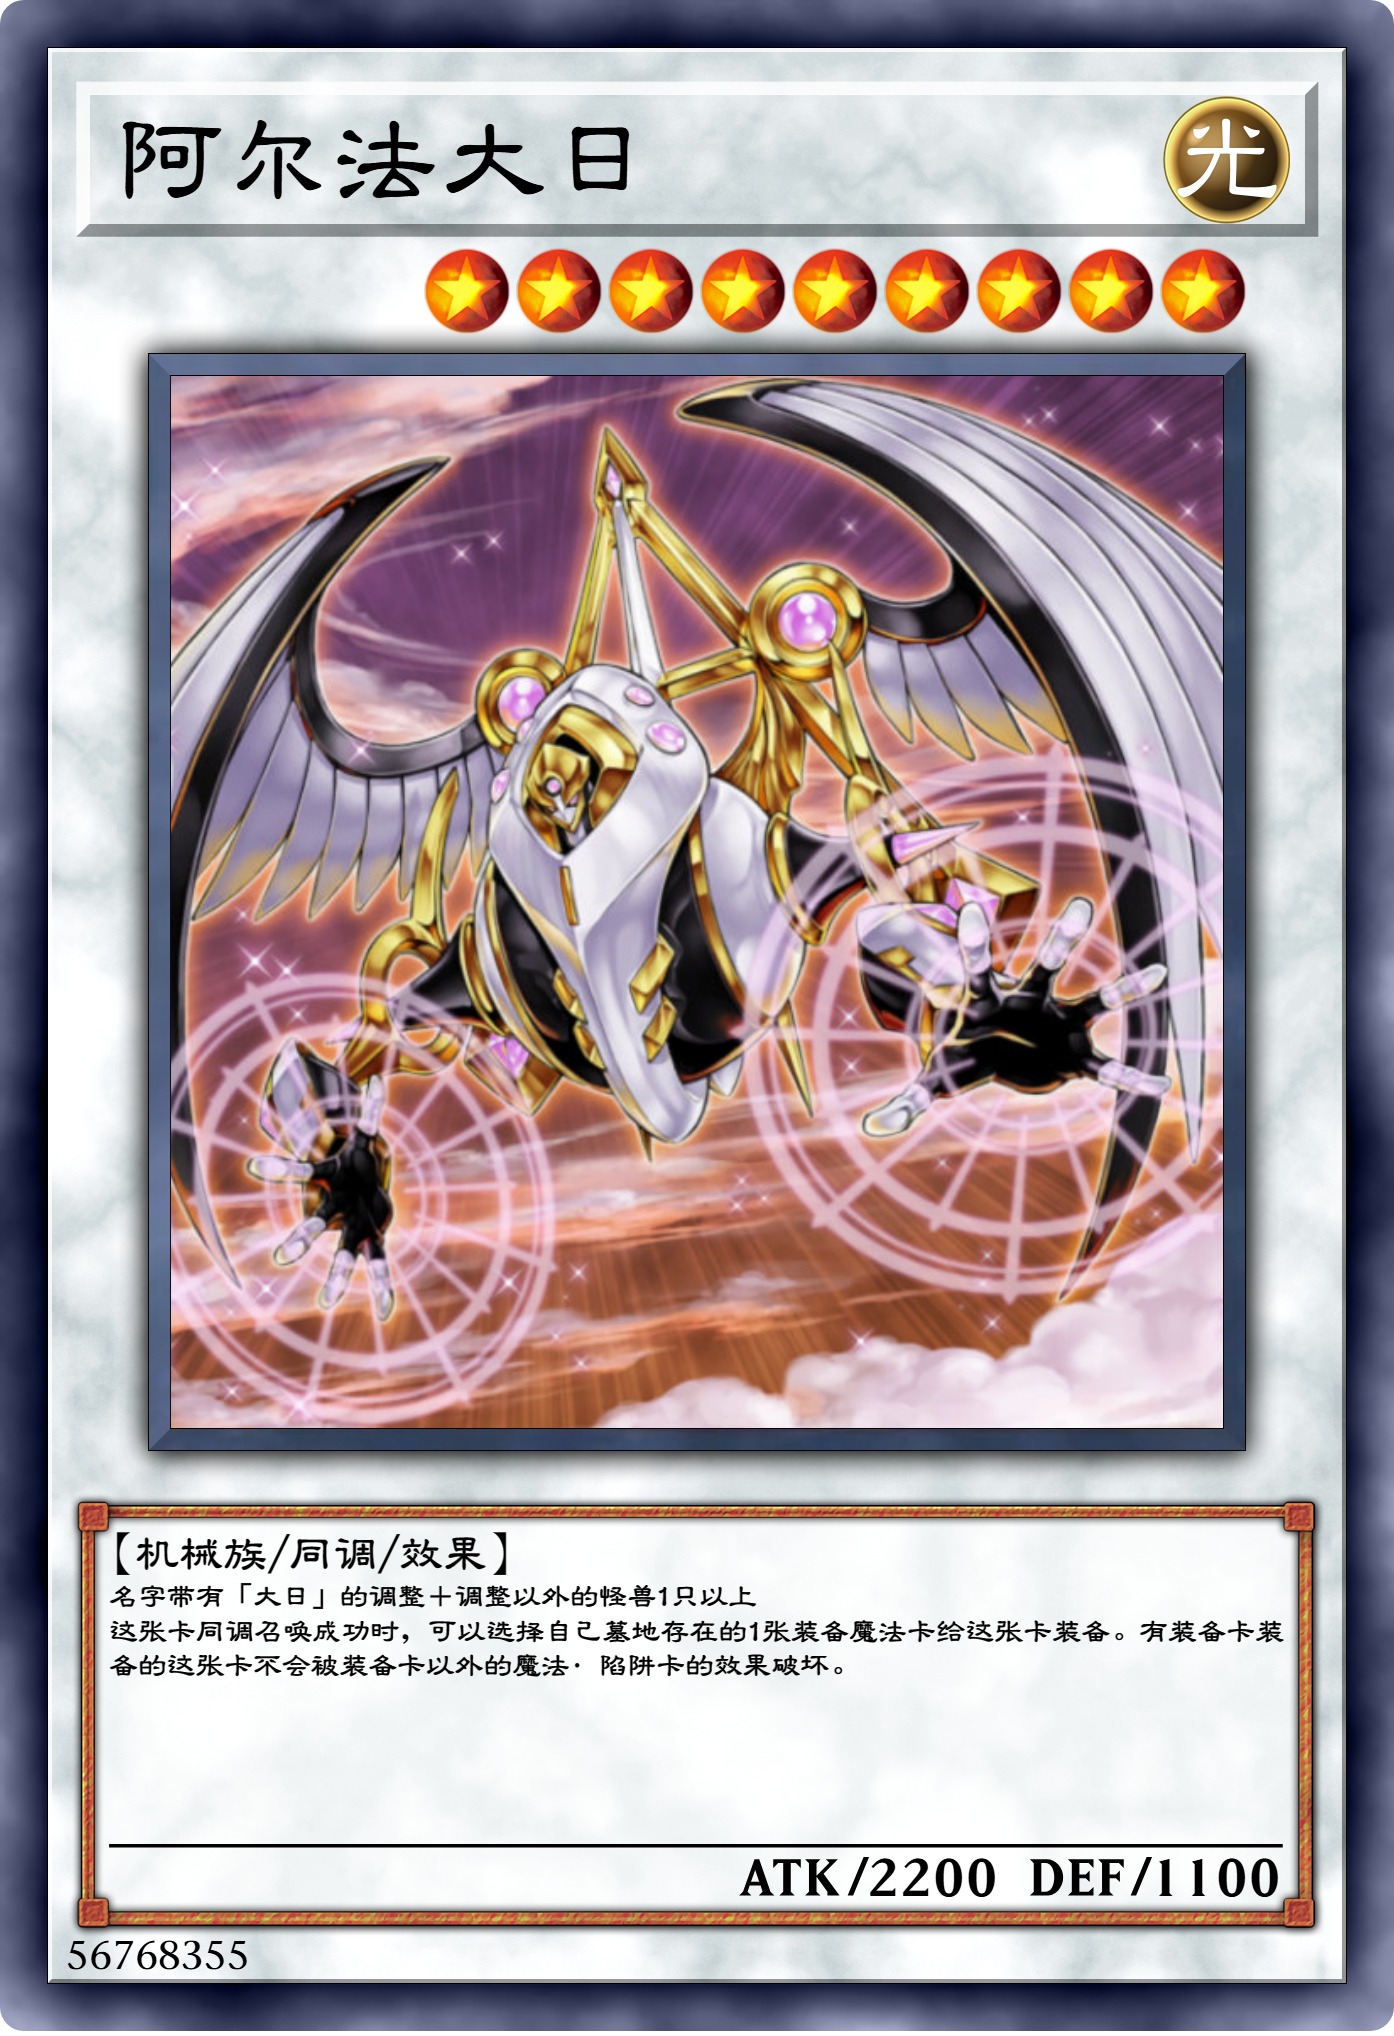 阿尔法大日
光
【机械族/同调/效果】
名字带有「大日」的调整＋调整以外的怪兽1只以上
这张卡同调召唤成功时，可以选择自己墓地存在的1张装备魔法卡给这张卡装备。有装备卡装
备的这张卡不会被装备卡以外的魔法·陷阱卡的效果破坏。
ATK/2200 DEF/1100
56768355